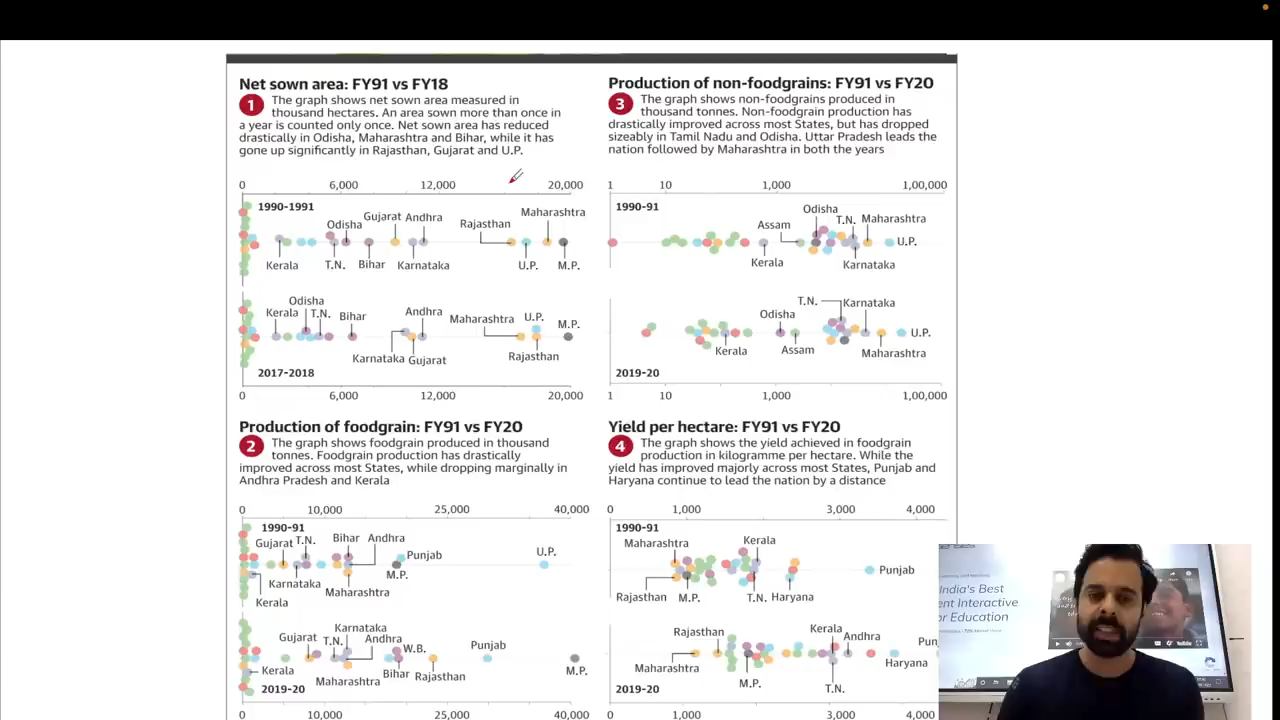 Net sown area: FY91 vs FY18
1 The graph shows net sown area measured in
thousand hectares. An area sown more than once in
a year is counted only once. Net sown area has reduced
drastically in Odisha, Maharashtra and Bihar, while it has
gone up significantly in Rajasthan, Gujarat and U.P.
0 6,000 12,000 20,000
1990-1991
Maharashtra
Gujarat Andhra
Odisha Rajasthan
Kerala T.N. Bihar Karnataka U.P. M.P.
Odisha
Kerala T.N. Bihar Andhra Maharashtra U.P. M.P.
Karnataka Gujarat Rajasthan
2017-2018
0 6,000 12,000 20,000
Production of non-foodgrains: FY91 vs FY20
3 The graph shows non-foodgrains produced in
thousand tonnes. Non-foodgrain production has
drastically improved across most States, but has dropped
sizeably in Tamil Nadu and Odisha. Uttar Pradesh leads the
nation followed by Maharashtra in both the years
1 10 1,000 1,00,000
1990-91
Odisha
Assam T.N. Maharashtra
U.P.
Kerala Karnataka
T.N. Karnataka
Odisha
U.P.
Kerala Assam Maharashtra
2019-20
1 10 1,000 1,00,000
Production of foodgrain: FY91 vs FY20
2 The graph shows foodgrain produced in thousand
tonnes. Foodgrain production has drastically
improved across most States, while dropping marginally in
Andhra Pradesh and Kerala
0 10,000 25,000 40,000
1990-91
Gujarat T.N. Bihar Andhra
Punjab U.P.
Karnataka M.P.
Maharashtra
Kerala
Karnataka
Gujarat T.N. Andhra
W.B. Punjab
Kerala Maharashtra Bihar Rajasthan M.P.
2019-20
0 10,000 25,000 40,000
Yield per hectare: FY91 vs FY20
4 The graph shows the yield achieved in foodgrain
production in kilogramme per hectare. While the
yield has improved majorly across most States, Punjab and
Haryana continue to lead the nation by a distance
0 1,000 3,000 4,000
1990-91
Maharashtra Kerala
Punjab
Rajasthan M.P. T.N. Haryana
Rajasthan Kerala Andhra
Pun
Maharashtra Haryana
M.P. T.N.
2019-20
0 1,000 3,000 4,000
India's Best
ent Interactive
or Education